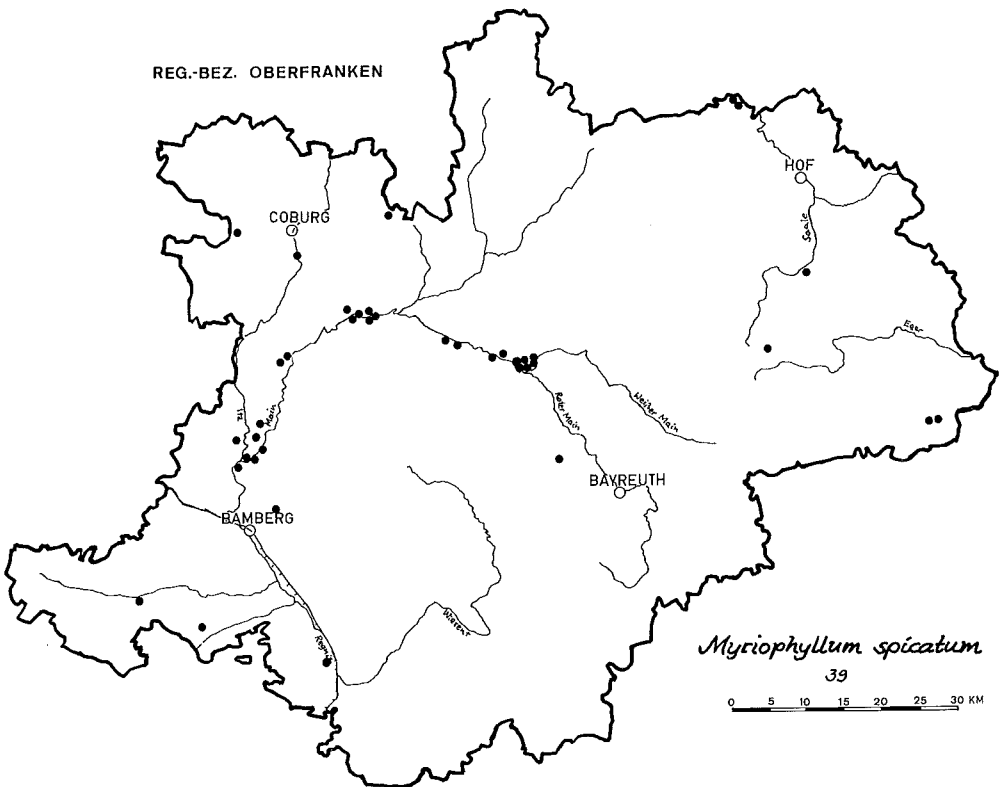 REG.-BEZ. OBERFRANKEN
HOF
COBURG
Saale
Eger
Itz
Main
Roter Main
Weißer Main
BAYREUTH
BAMBERG
Wiesent
Regnitz
Myriophyllum spicatum
39
0 5 10 15 20 25 30 KM